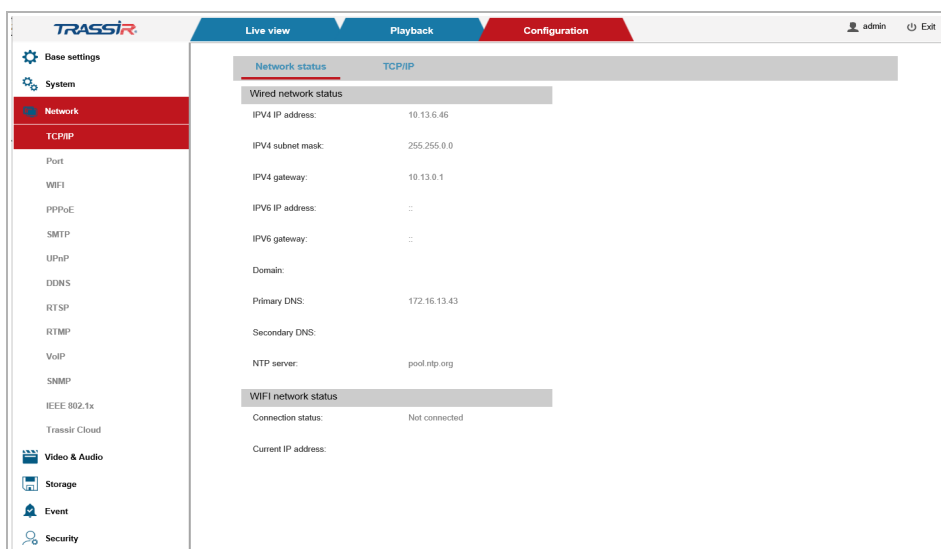 TRASSIR
Live view
Playback
Configuration
admin
Exit
Base settings
System
Network
TCP/IP
Port
WIFI
PPPoE
SMTP
UPnP
DDNS
RTSP
RTMP
VoIP
SNMP
IEEE 802.1x
Trassir Cloud
Video & Audio
Storage
Event
Security
Network status
TCP/IP
Wired network status
IPV4 IP address: 10.13.6.46
IPV4 subnet mask: 255.255.0.0
IPV4 gateway: 10.13.0.1
IPV6 IP address: ::
IPV6 gateway: ::
Domain:
Primary DNS: 172.16.13.43
Secondary DNS:
NTP server: pool.ntp.org
WIFI network status
Connection status: Not connected
Current IP address: